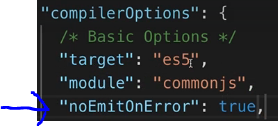 "compilerOptions": {
/* Basic Options */
"target": "es5",
"module": "commonjs",
"noEmitOnError": true,